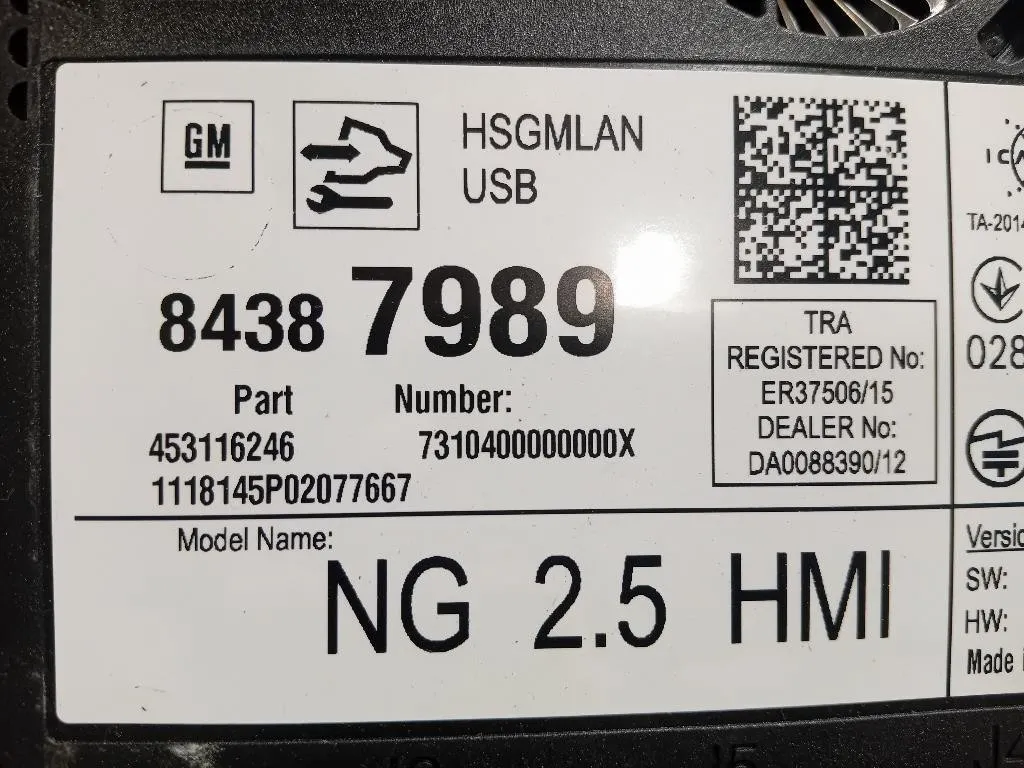 GM
HSGMLAN
USB
8438 7989
Part Number:
453116246 7310400000000X
1118145P02077667
Model Name:
NG 2.5 HMI
TRA
REGISTERED No:
ER37506/15
DEALER No:
DA0088390/12
TA-2014
028
SW:
HW:
Made